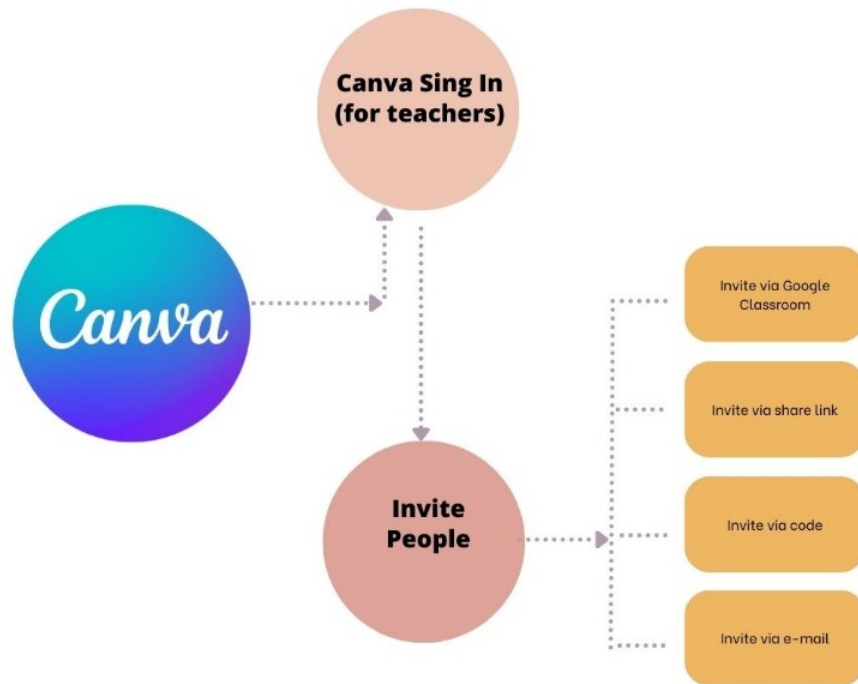 Canva Sing In
(for teachers)
Canva
Invite
People
Invite via Google
Classroom
Invite via share link
Invite via code
Invite via e-mail